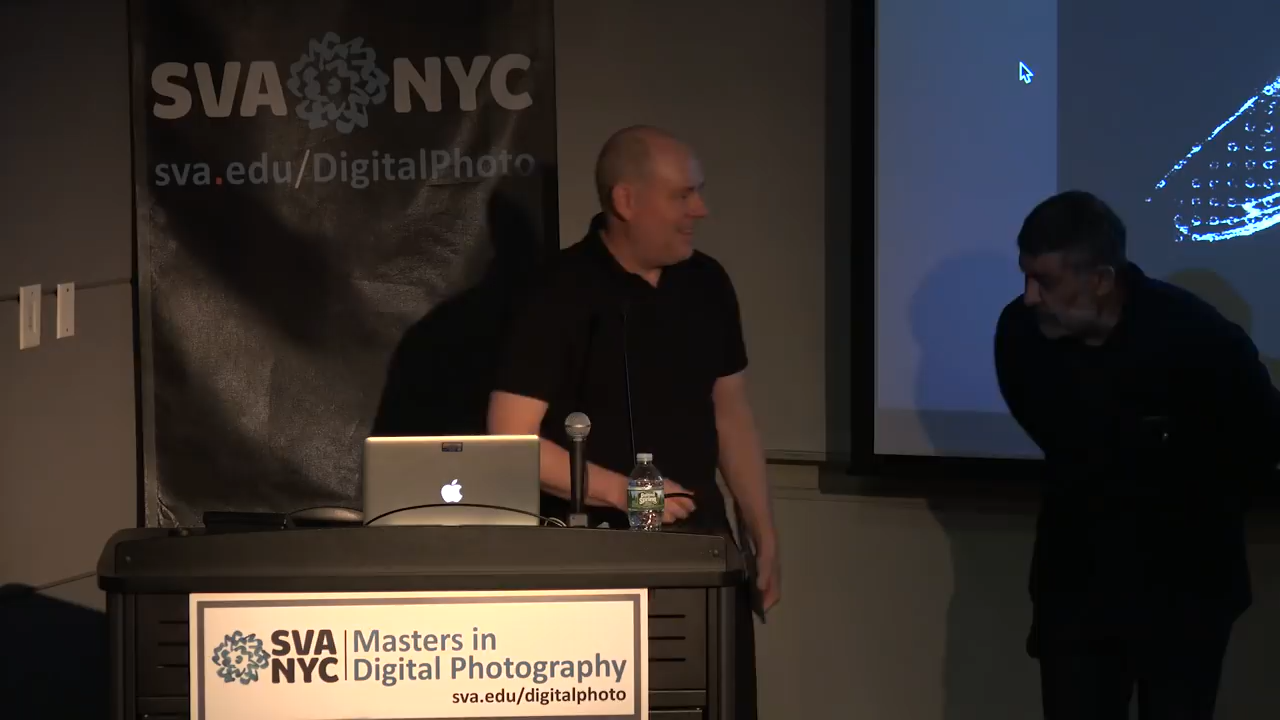 SVA NYC
sva.edu/DigitalPhoto
SVA
NYC
Masters in
Digital Photography
sva.edu/digitalphoto